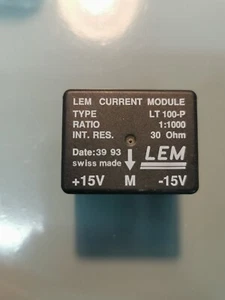 LEM CURRENT MODULE
TYPE LT 100-P
RATIO 1:1000
INT. RES. 30 Ohm
Date: 39 93
swiss made LEM
+15V M -15V